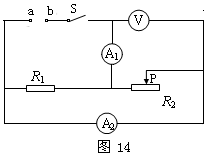 a b S V
A₁
R₁ P
R₂
A₂
图 14